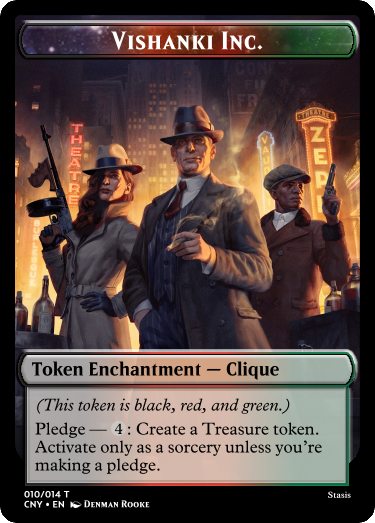 Vishanki Inc.
THEATRE
THEATRE
ZEP
Token Enchantment — Clique
(This token is black, red, and green.)
Pledge — 4 : Create a Treasure token.
Activate only as a sorcery unless you're
making a pledge.
010/014 T
CNY • EN Denman Rooke
Stasis